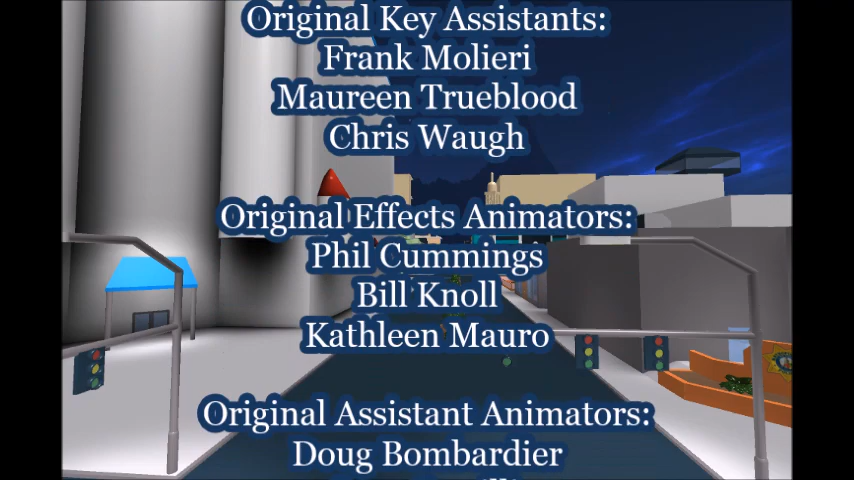 Original Key Assistants:
Frank Molieri
Maureen Trueblood
Chris Waugh
Original Effects Animators:
Phil Cummings
Bill Knoll
Kathleen Mauro
Original Assistant Animators:
Doug Bombardier